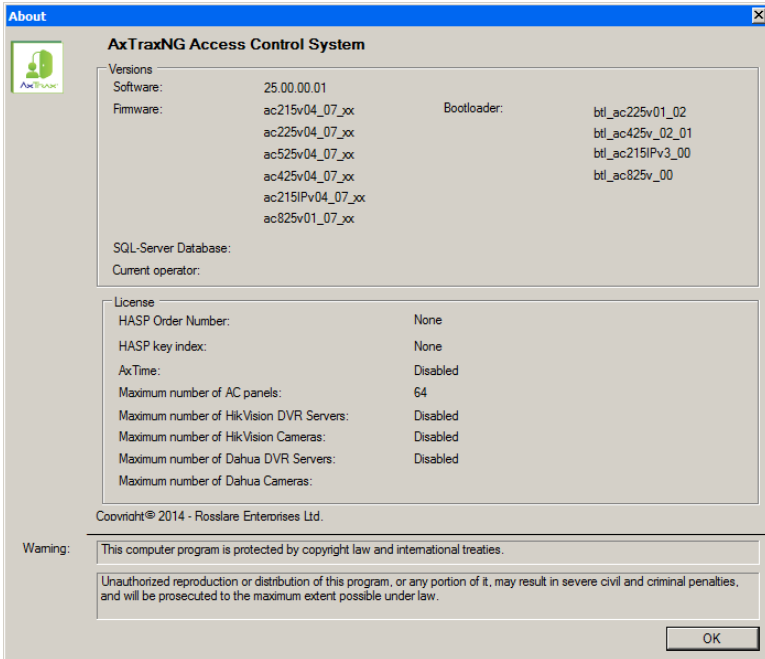 About
AxTraxNG Access Control System
AxTrax
Versions
Software: 25.00.00.01
Firmware: ac215v04_07_xx Bootloader: btl_ac225v01_02
ac225v04_07_xx btl_ac425v_02_01
ac525v04_07_xx btl_ac215IPv3_00
ac425v04_07_xx btl_ac825v_00
ac215IPv04_07_xx
ac825v01_07_xx
SQL-Server Database:
Current operator:
License
HASP Order Number: None
HASP key index: None
AxTime: Disabled
Maximum number of AC panels: 64
Maximum number of HikVision DVR Servers: Disabled
Maximum number of HikVision Cameras: Disabled
Maximum number of Dahua DVR Servers: Disabled
Maximum number of Dahua Cameras:
Copyright© 2014 - Rosslare Enterprises Ltd.
Warning: This computer program is protected by copyright law and international treaties.
Unauthorized reproduction or distribution of this program, or any portion of it, may result in severe civil and criminal penalties,
and will be prosecuted to the maximum extent possible under law.
OK